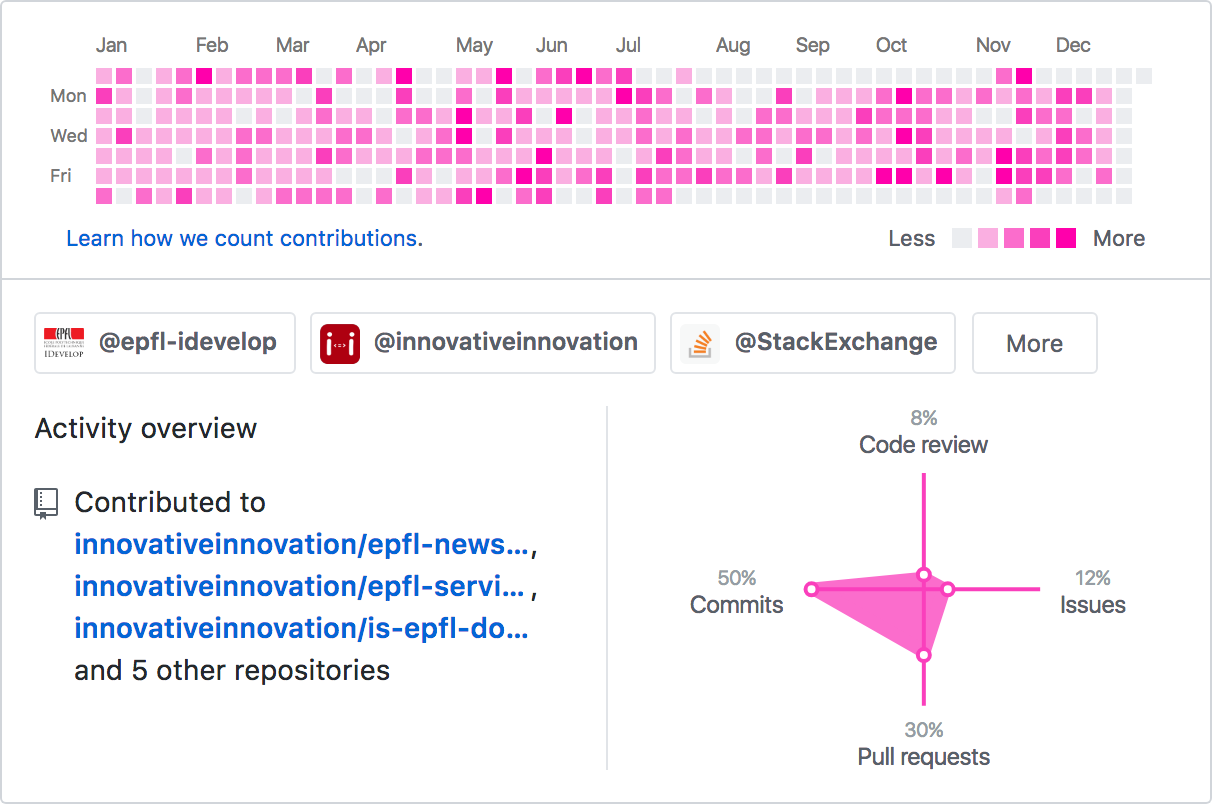 Jan Feb Mar Apr May Jun Jul Aug Sep Oct Nov Dec
Mon
Wed
Fri
Learn how we count contributions.
Less More
EPFL
IDEVELOP
@epfl-idevelop
@innovativeinnovation
@StackExchange
More
Activity overview
Contributed to
innovativeinnovation/epfl-news...,
innovativeinnovation/epfl-servi... ,
innovativeinnovation/is-epfl-do...
and 5 other repositories
8%
Code review
50%
Commits
12%
Issues
30%
Pull requests